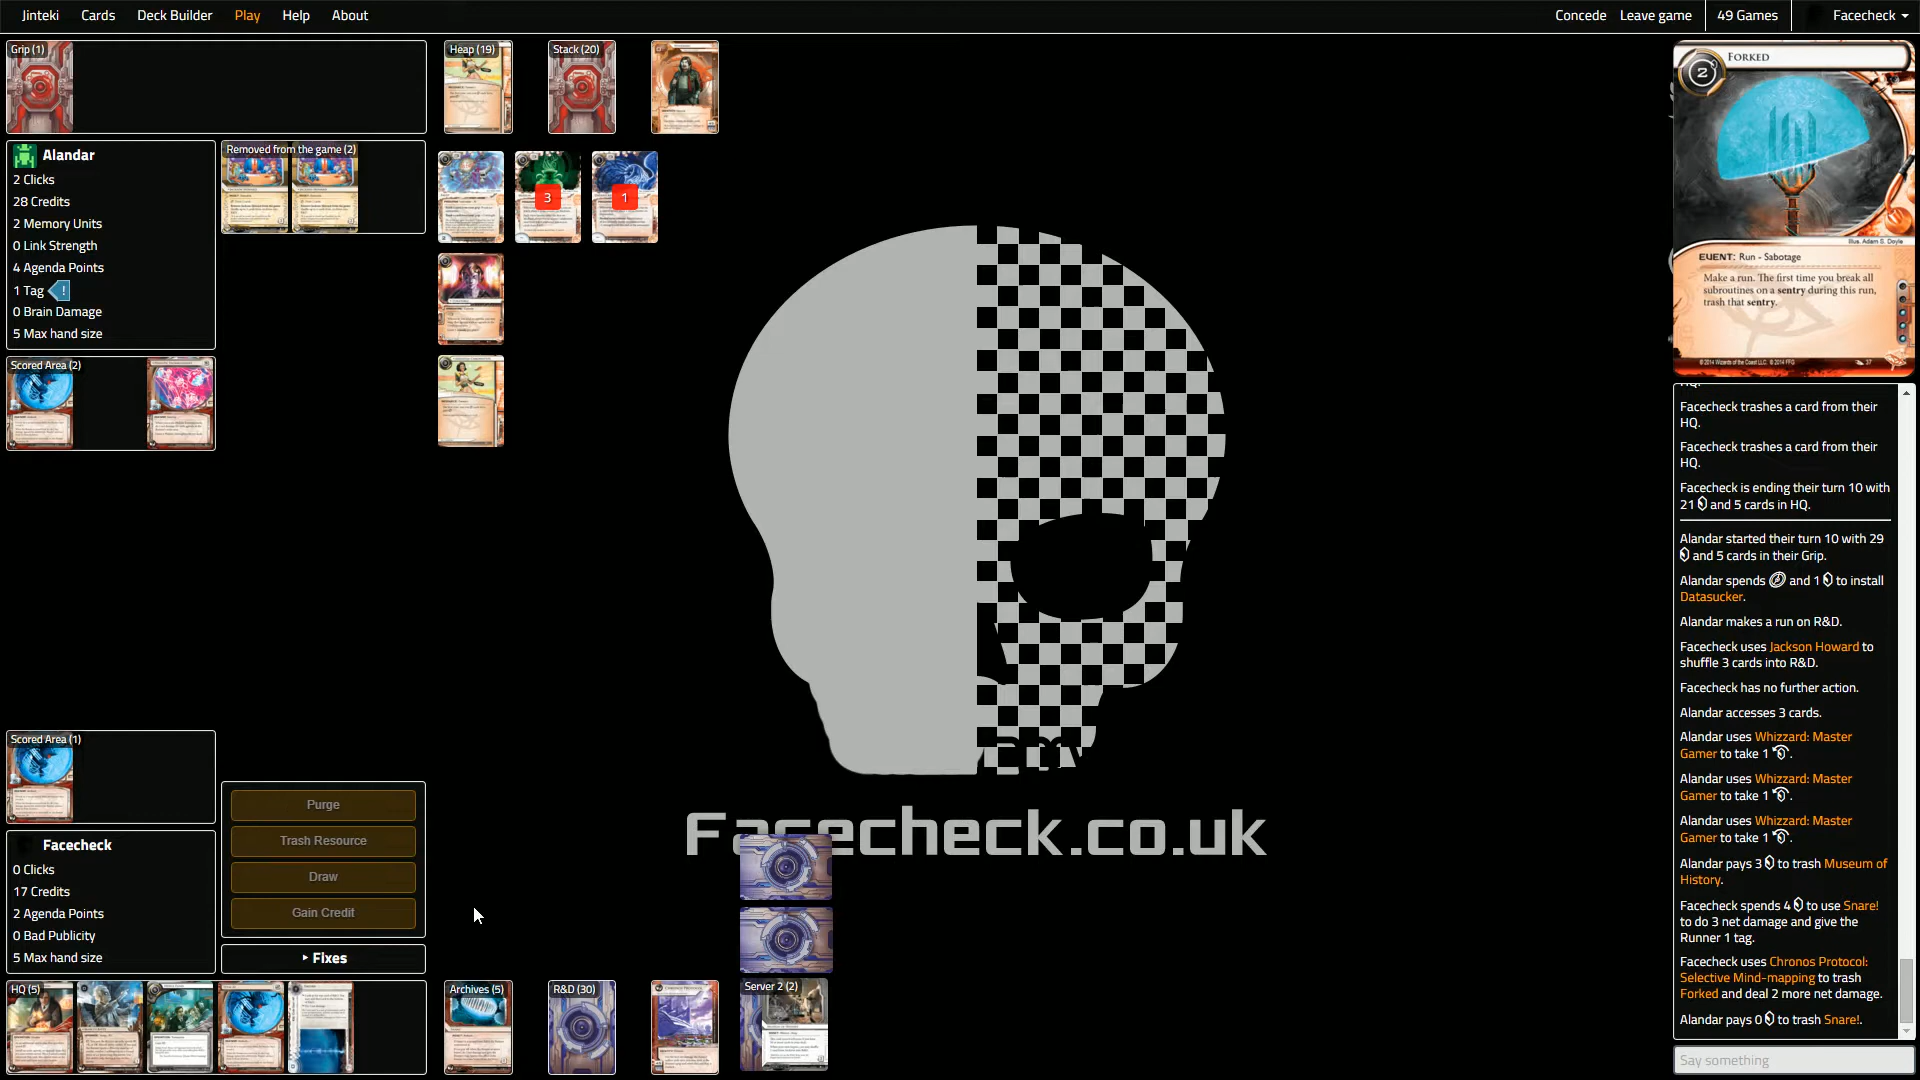 Jinteki Cards Deck Builder Play Help About
Concede Leave game 49 Games Facecheck
Grip (1)
Heap (19)
Stack (20)
Alandar
2 Clicks
28 Credits
2 Memory Units
0 Link Strength
4 Agenda Points
1 Tag !
0 Brain Damage
5 Max hand size
Removed from the game (2)
3
1
Scored Area (2)
Scored Area (1)
Facecheck
0 Clicks
17 Credits
2 Agenda Points
0 Bad Publicity
5 Max hand size
Purge
Trash Resource
Draw
Gain Credit
Fixes
HQ (5)
Archives (5)
R&D (30)
Server 2 (2)
Facecheck.co.uk
2
FORKED
Illus. Adam S. Doyle
EVENT: Run - Sabotage
Make a run. The first time you break all
subroutines on a sentry during this run,
trash that sentry.
© 2014 Wizards of the Coast LLC. © 2014 FFG
37
HQ.
Facecheck trashes a card from their
HQ.
Facecheck trashes a card from their
HQ.
Facecheck is ending their turn 10 with
21 and 5 cards in HQ.
Alandar started their turn 10 with 29
and 5 cards in their Grip.
Alandar spends and 1 to install
Datasucker.
Alandar makes a run on R&D.
Facecheck uses Jackson Howard to
shuffle 3 cards into R&D.
Facecheck has no further action.
Alandar accesses 3 cards.
Alandar uses Whizzard: Master
Gamer to take 1 .
Alandar uses Whizzard: Master
Gamer to take 1 .
Alandar uses Whizzard: Master
Gamer to take 1 .
Alandar pays 3 to trash Museum of
History.
Facecheck spends 4 to use Snare!
to do 3 net damage and give the
Runner 1 tag.
Facecheck uses Chronos Protocol:
Selective Mind-mapping to trash
Forked and deal 2 more net damage.
Alandar pays 0 to trash Snare!.
Say something